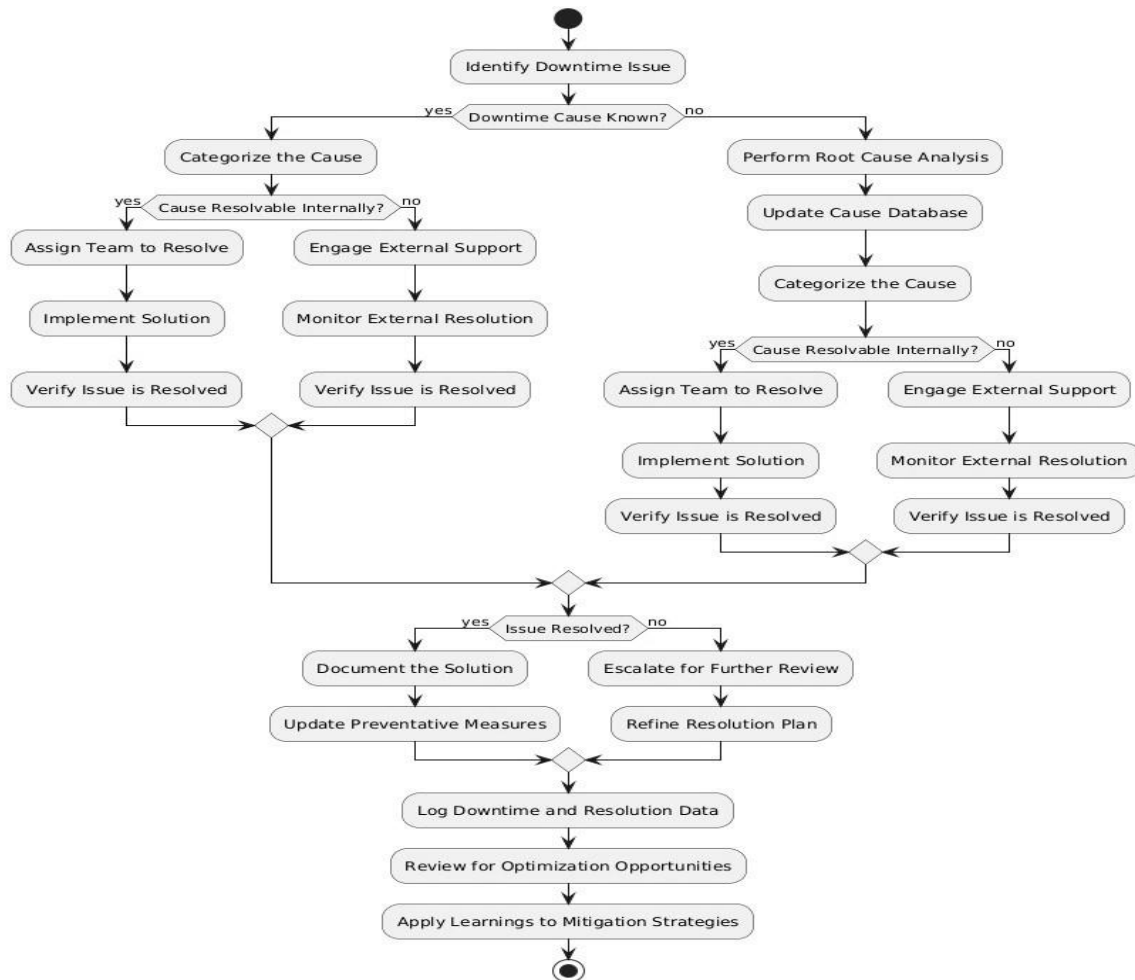 Identify Downtime Issue
yes
Downtime Cause Known?
no
Categorize the Cause
Perform Root Cause Analysis
yes
Cause Resolvable Internally?
no
Update Cause Database
Assign Team to Resolve
Engage External Support
Categorize the Cause
Implement Solution
Monitor External Resolution
yes
Cause Resolvable Internally?
no
Verify Issue is Resolved
Verify Issue is Resolved
Assign Team to Resolve
Engage External Support
Implement Solution
Monitor External Resolution
Verify Issue is Resolved
Verify Issue is Resolved
yes
Issue Resolved?
no
Document the Solution
Escalate for Further Review
Update Preventative Measures
Refine Resolution Plan
Log Downtime and Resolution Data
Review for Optimization Opportunities
Apply Learnings to Mitigation Strategies